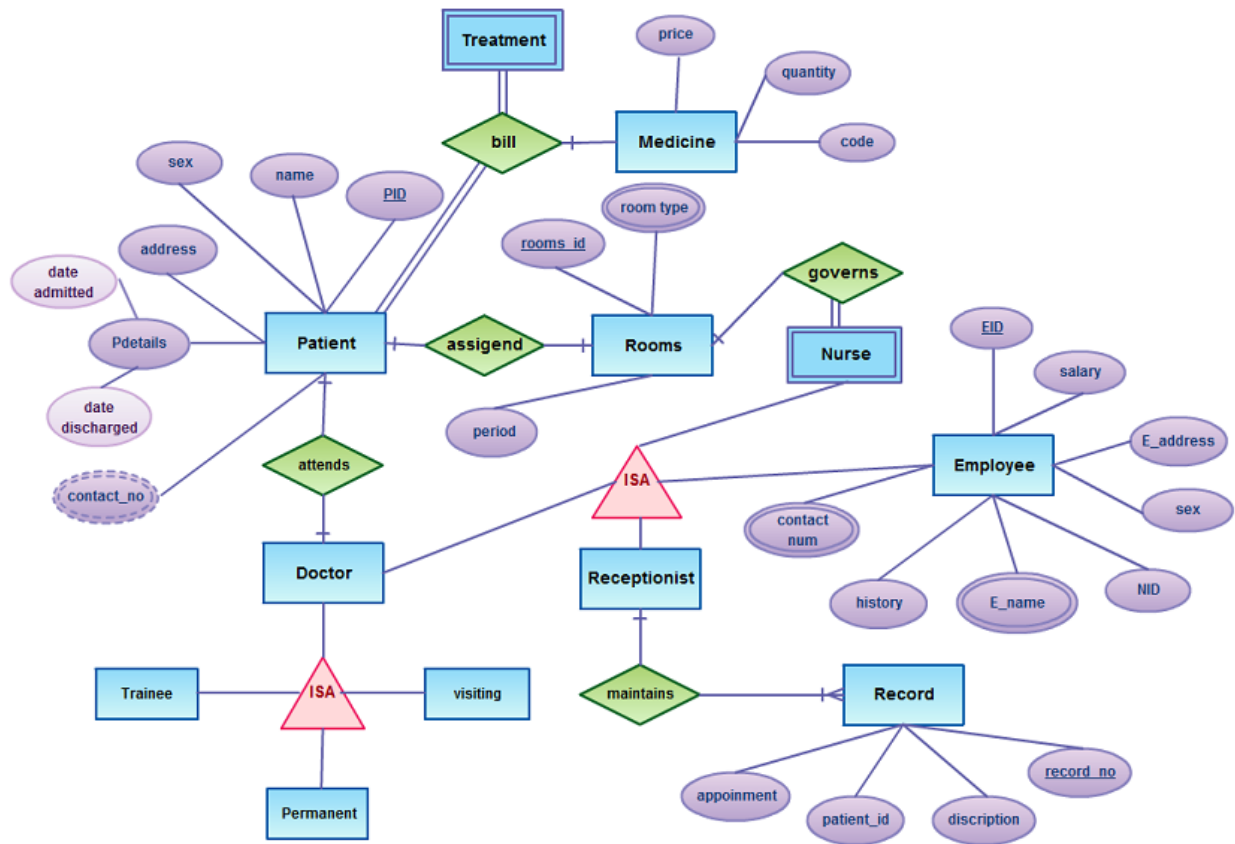 Treatment
price
quantity
bill
Medicine
code
sex
name
PID
room type
address
rooms_id
date
admitted
governs
EID
Pdetails
Patient
assigend
Rooms
Nurse
salary
date
discharged
period
E_address
attends
ISA
Employee
contact_no
contact
num
sex
Doctor
Receptionist
history
E_name
NID
Trainee
ISA
visiting
maintains
Record
record_no
appoinment
patient_id
discription
Permanent